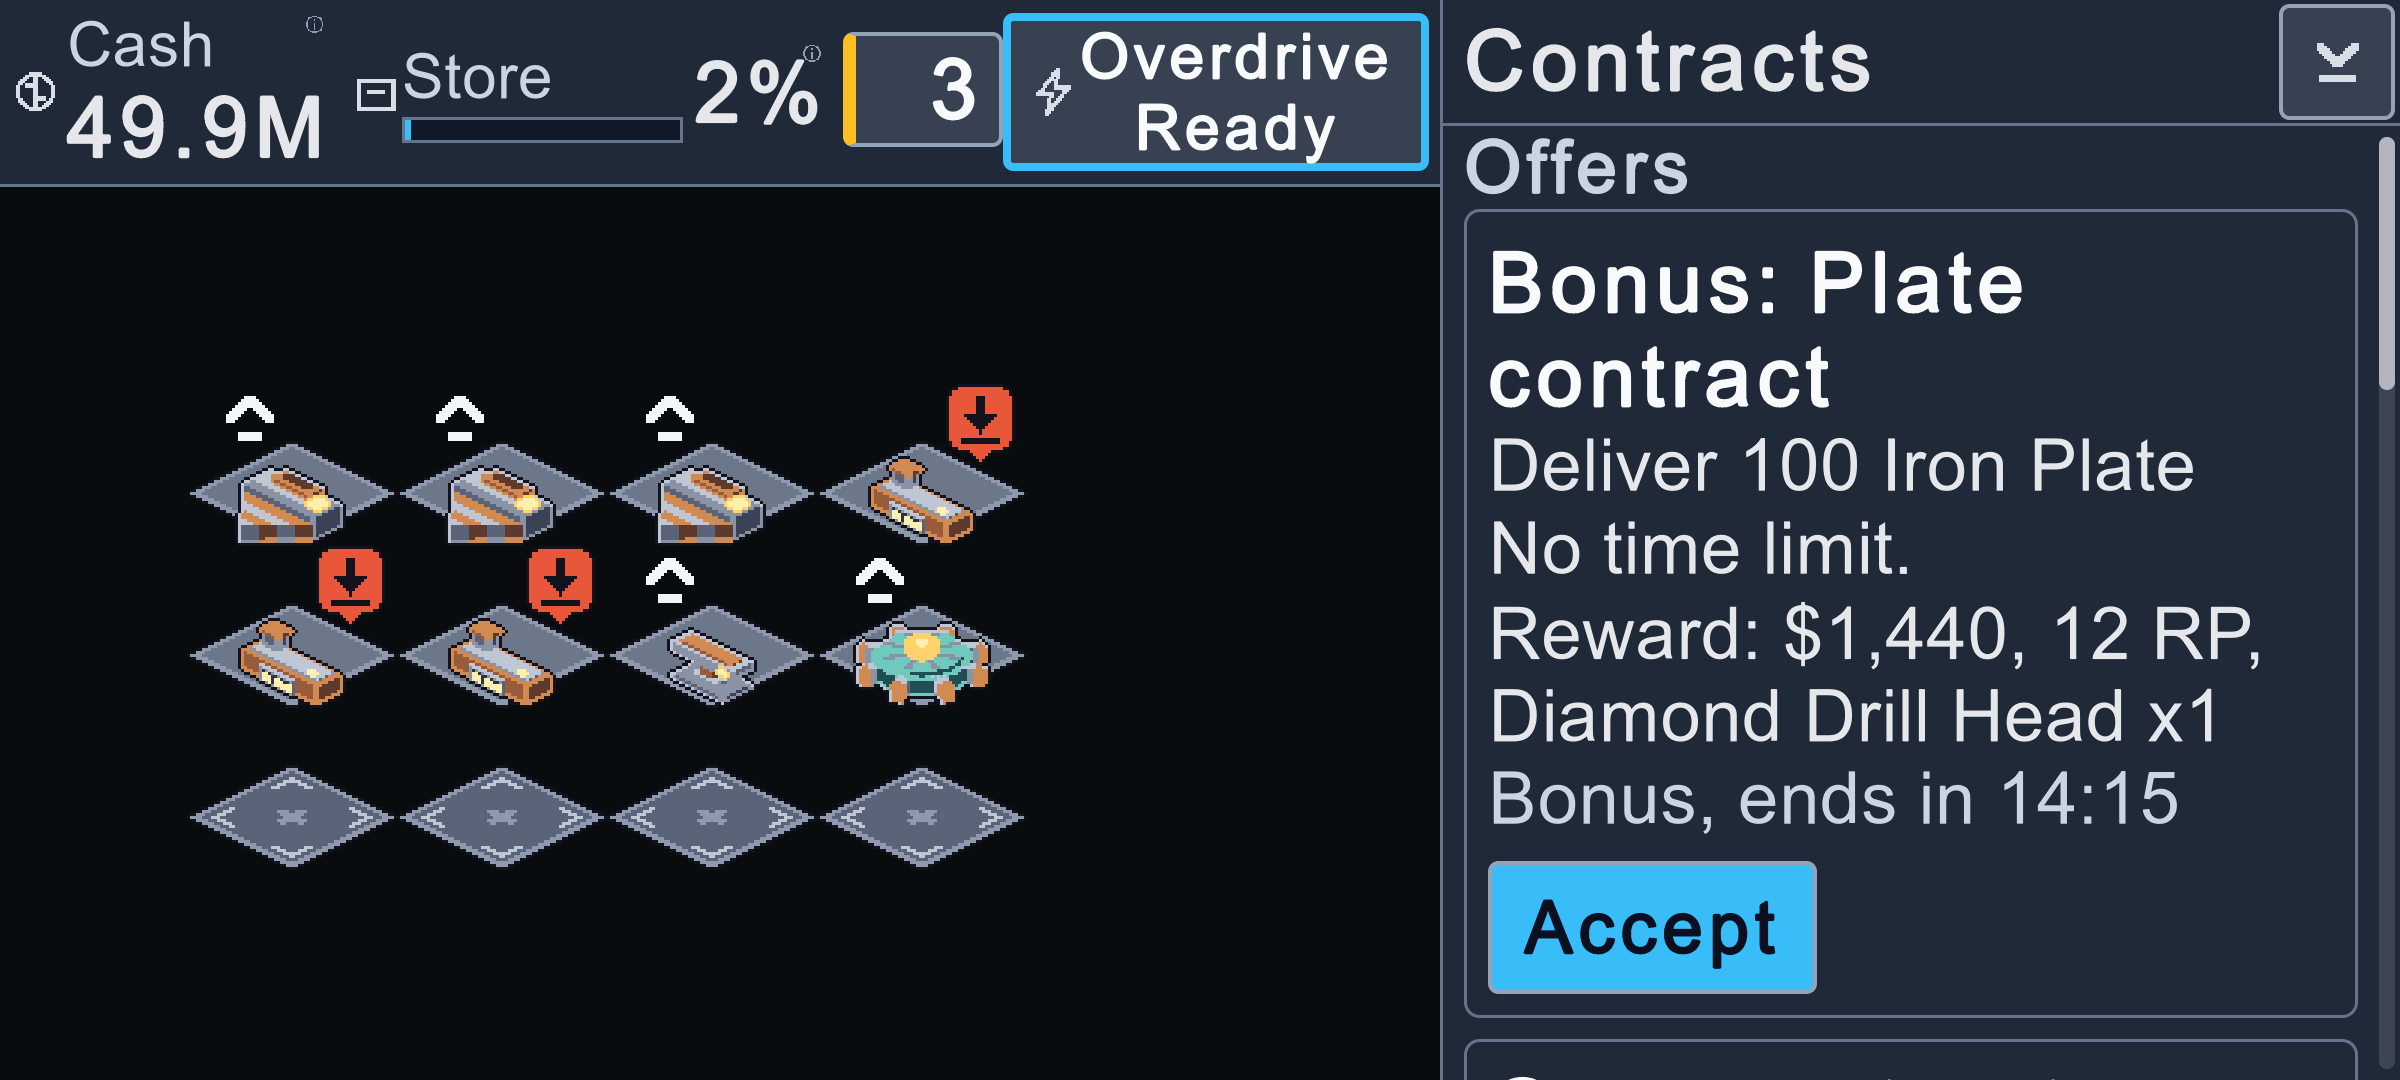 Cash
49.9M
Store
2%
3
Overdrive
Ready
Contracts
Offers
Bonus: Plate
contract
Deliver 100 Iron Plate
No time limit.
Reward: $1,440, 12 RP,
Diamond Drill Head x1
Bonus, ends in 14:15
Accept